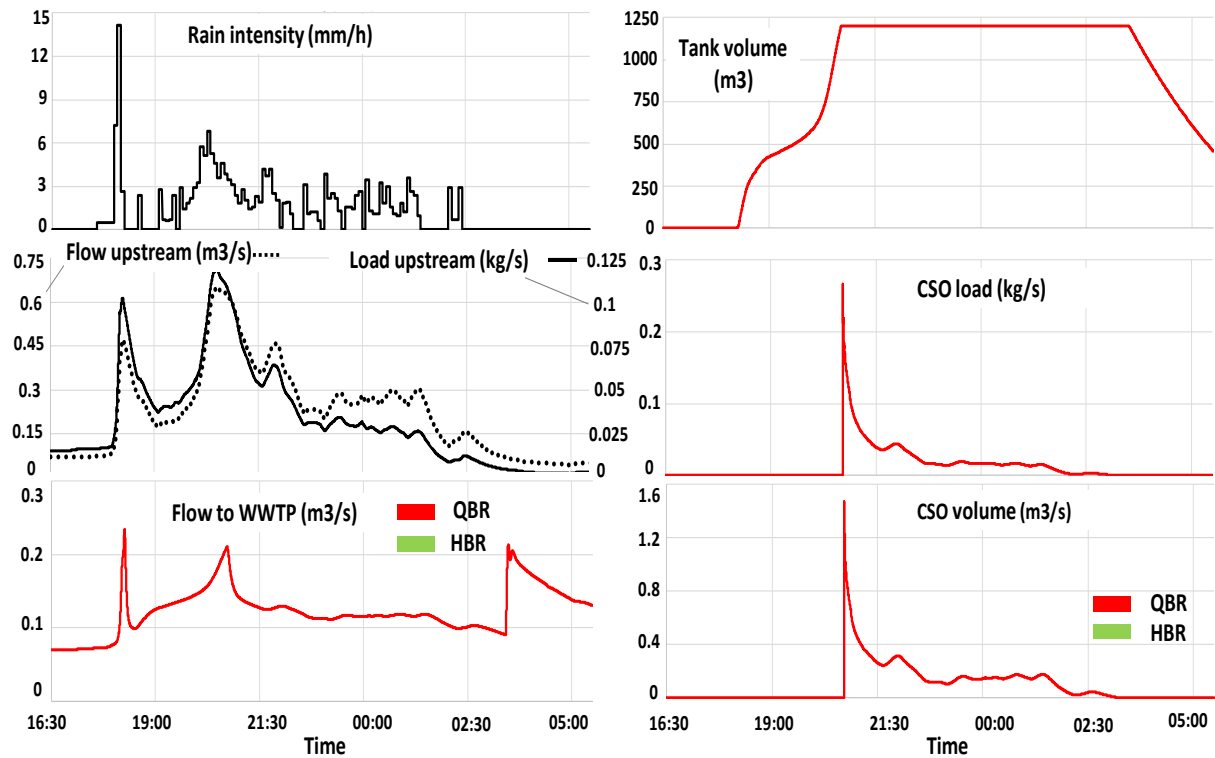 15
12
9
6
3
0
Rain intensity (mm/h)
1250
1000
750
500
250
0
Tank volume
(m3)
Flow upstream (m3/s)
Load upstream (kg/s)
0.75
0.6
0.45
0.3
0.15
0
0.125
0.1
0.075
0.05
0.025
0
0.3
0.2
0.1
0
CSO load (kg/s)
0.3
0.2
0.1
0
Flow to WWTP (m3/s)
QBR
HBR
16:30 19:00 21:30 00:00 02:30 05:00
Time
1.6
1.2
0.8
0.4
0
CSO volume (m3/s)
QBR
HBR
16:30 19:00 21:30 00:00 02:30 05:00
Time